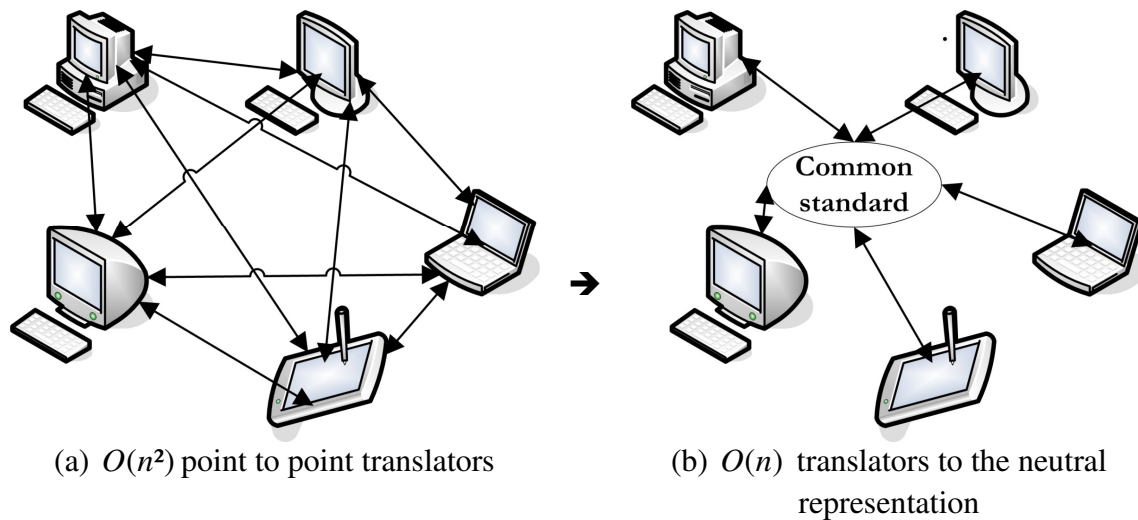 Common
standard
➔
(a) O(n²) point to point translators
(b) O(n) translators to the neutral
representation